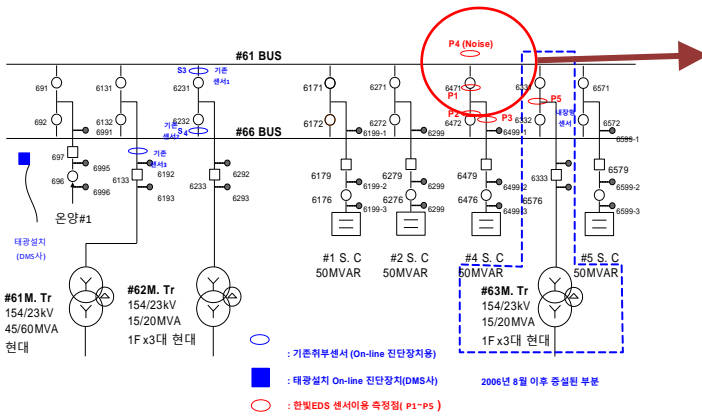 #61 BUS
P4 (Noise)
S3
기존
센서1
691
6131
6231
6171
6271
6471
6331
6571
P1
P5
692
6132
6232
6172
6272
P2
6472
P3
6332
내장형
센서
6572
6991
기존
센서2
S4
#66 BUS
6199-1
6299
6499-1
6599-1
697
6995
6133
기존
센서3
6192
6292
6179
6279
6479
6333
6579
696
6996
6193
6233
6293
6199-2
6299
6499-2
6599-2
6176
6276
6476
6576
6199-3
6299
6499-3
6599-3
온양#1
태광설치
(DMS사)
#1 S. C
50MVAR
#2 S. C
50MVAR
#4 S. C
50MVAR
#5 S. C
50MVAR
#61M. Tr
154/23kV
45/60MVA
현대
#62M. Tr
154/23kV
15/20MVA
1F x3대 현대
#63M. Tr
154/23kV
15/20MVA
1F x3대 현대
: 기존취부센서 (On-line 진단장치용)
: 태광설치 On-line 진단장치(DMS사)
2006년 8월 이후 증설된 부분
: 한빛EDS 센서이용 측정점( P1~P5 )